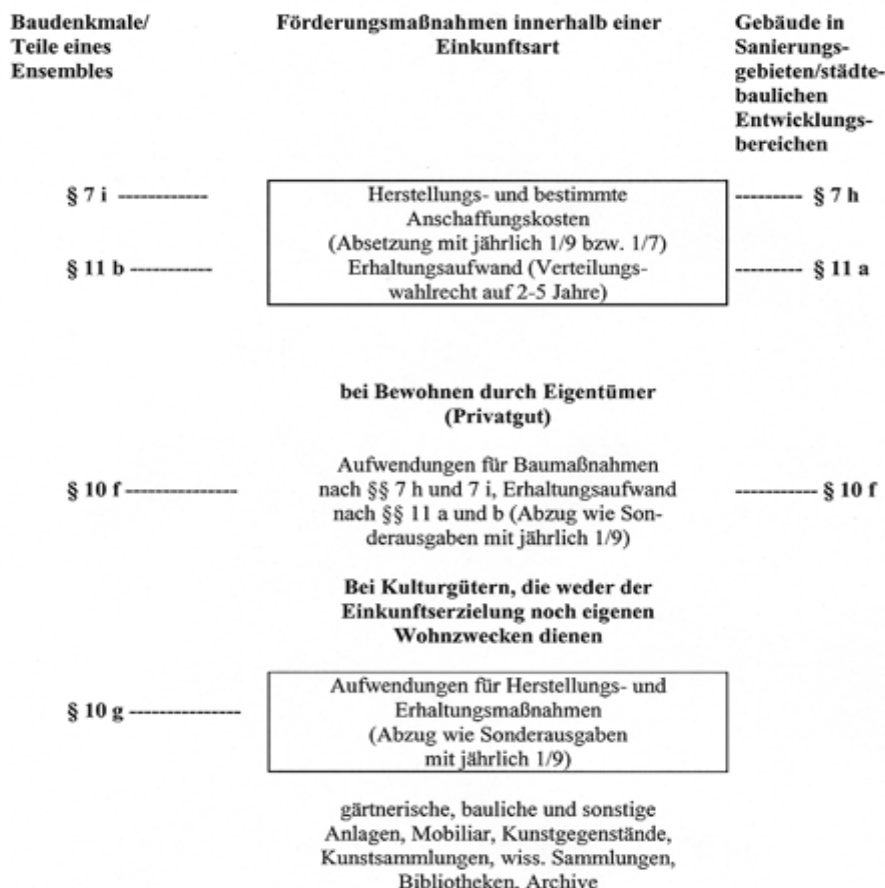 Baudenkmale/
Teile eines
Ensembles
Förderungsmaßnahmen innerhalb einer
Einkunftsart
Gebäude in
Sanierungs-
gebieten/städte-
baulichen
Entwicklungs-
bereichen
§ 7 i ------------- Herstellungs- und bestimmte --------- § 7 h
Anschaffungskosten
(Absetzung mit jährlich 1/9 bzw. 1/7)
§ 11 b ------------ Erhaltungsaufwand (Verteilungs- --------- § 11 a
wahlrecht auf 2-5 Jahre)
bei Bewohnen durch Eigentümer
(Privatgut)
Aufwendungen für Baumaßnahmen
§ 10 f ---------------- nach §§ 7 h und 7 i, Erhaltungsaufwand ----------- § 10 f
nach §§ 11 a und b (Abzug wie Son-
derausgaben mit jährlich 1/9)
Bei Kulturgütern, die weder der
Einkunftserzielung noch eigenen
Wohnzwecken dienen
Aufwendungen für Herstellungs- und
§ 10 g ---------------- Erhaltungsmaßnahmen
(Abzug wie Sonderausgaben
mit jährlich 1/9)
gärtnerische, bauliche und sonstige
Anlagen, Mobiliar, Kunstgegenstände,
Kunstsammlungen, wiss. Sammlungen,
Bibliotheken, Archive